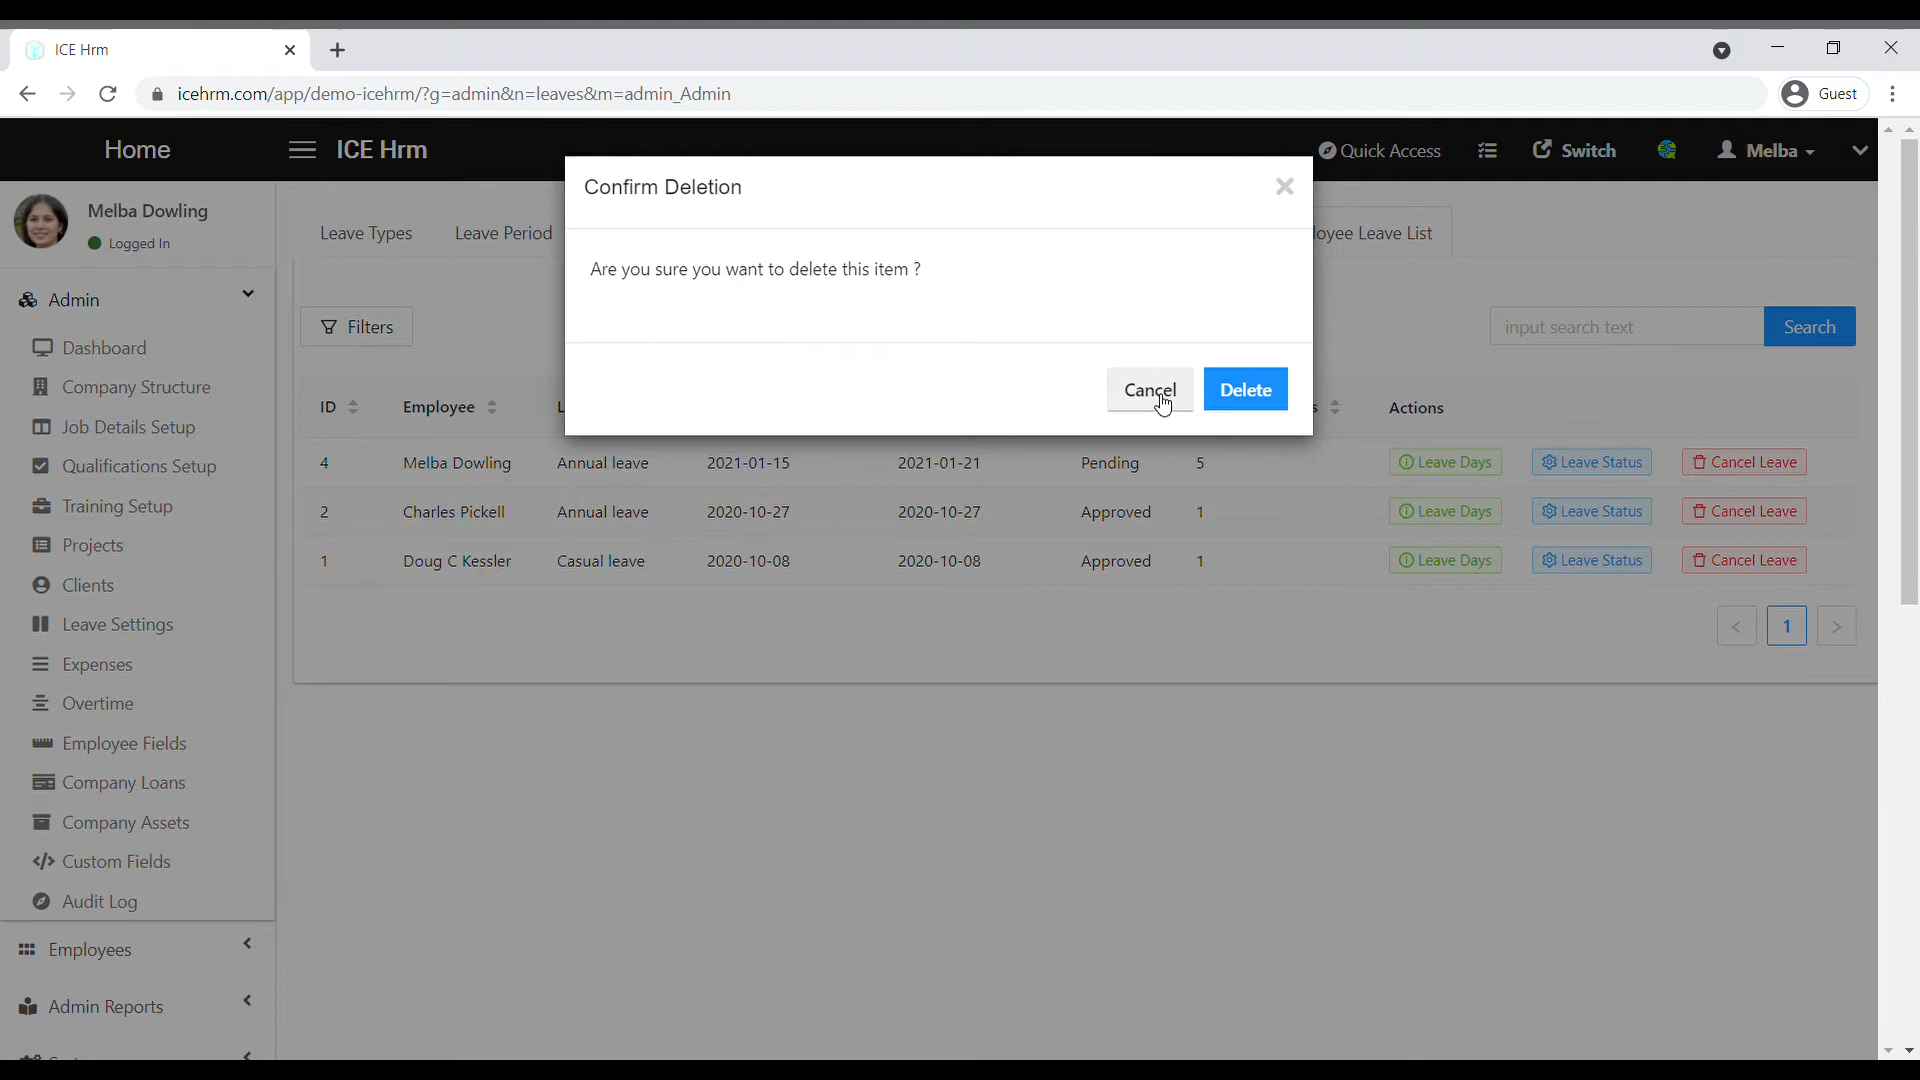 ICE Hrm
icehrm.com/app/demo-icehrm/?g=admin&n=leaves&m=admin_Admin
Guest
Home
ICE Hrm
Quick Access
Switch
Melba
Melba Dowling
Logged In
Confirm Deletion
Are you sure you want to delete this item ?
Cancel
Delete
Leave Types
Leave Period
loyee Leave List
Filters
input search text
Search
Admin
Dashboard
Company Structure
Job Details Setup
Qualifications Setup
Training Setup
Projects
Clients
Leave Settings
Expenses
Overtime
Employee Fields
Company Loans
Company Assets
Custom Fields
Audit Log
Employees
Admin Reports
ID Employee L s Actions
4 Melba Dowling Annual leave 2021-01-15 2021-01-21 Pending 5 Leave Days Leave Status Cancel Leave
2 Charles Pickell Annual leave 2020-10-27 2020-10-27 Approved 1 Leave Days Leave Status Cancel Leave
1 Doug C Kessler Casual leave 2020-10-08 2020-10-08 Approved 1 Leave Days Leave Status Cancel Leave
< 1 >